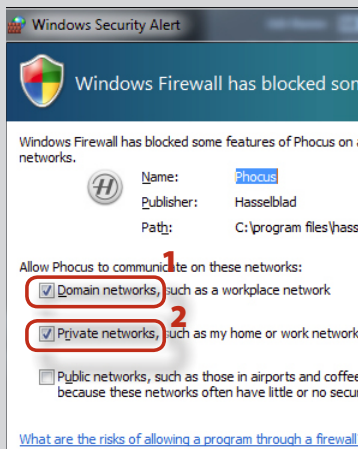 Windows Security Alert
Windows Firewall has blocked som
Windows Firewall has blocked some features of Phocus on a
networks.
H
Name: Phocus
Publisher: Hasselblad
Path: C:\program files\hass
Allow Phocus to communicate on these networks:
1
Domain networks, such as a workplace network
2
Private networks, such as my home or work network
Public networks, such as those in airports and coffee
because these networks often have little or no secur
What are the risks of allowing a program through a firewall